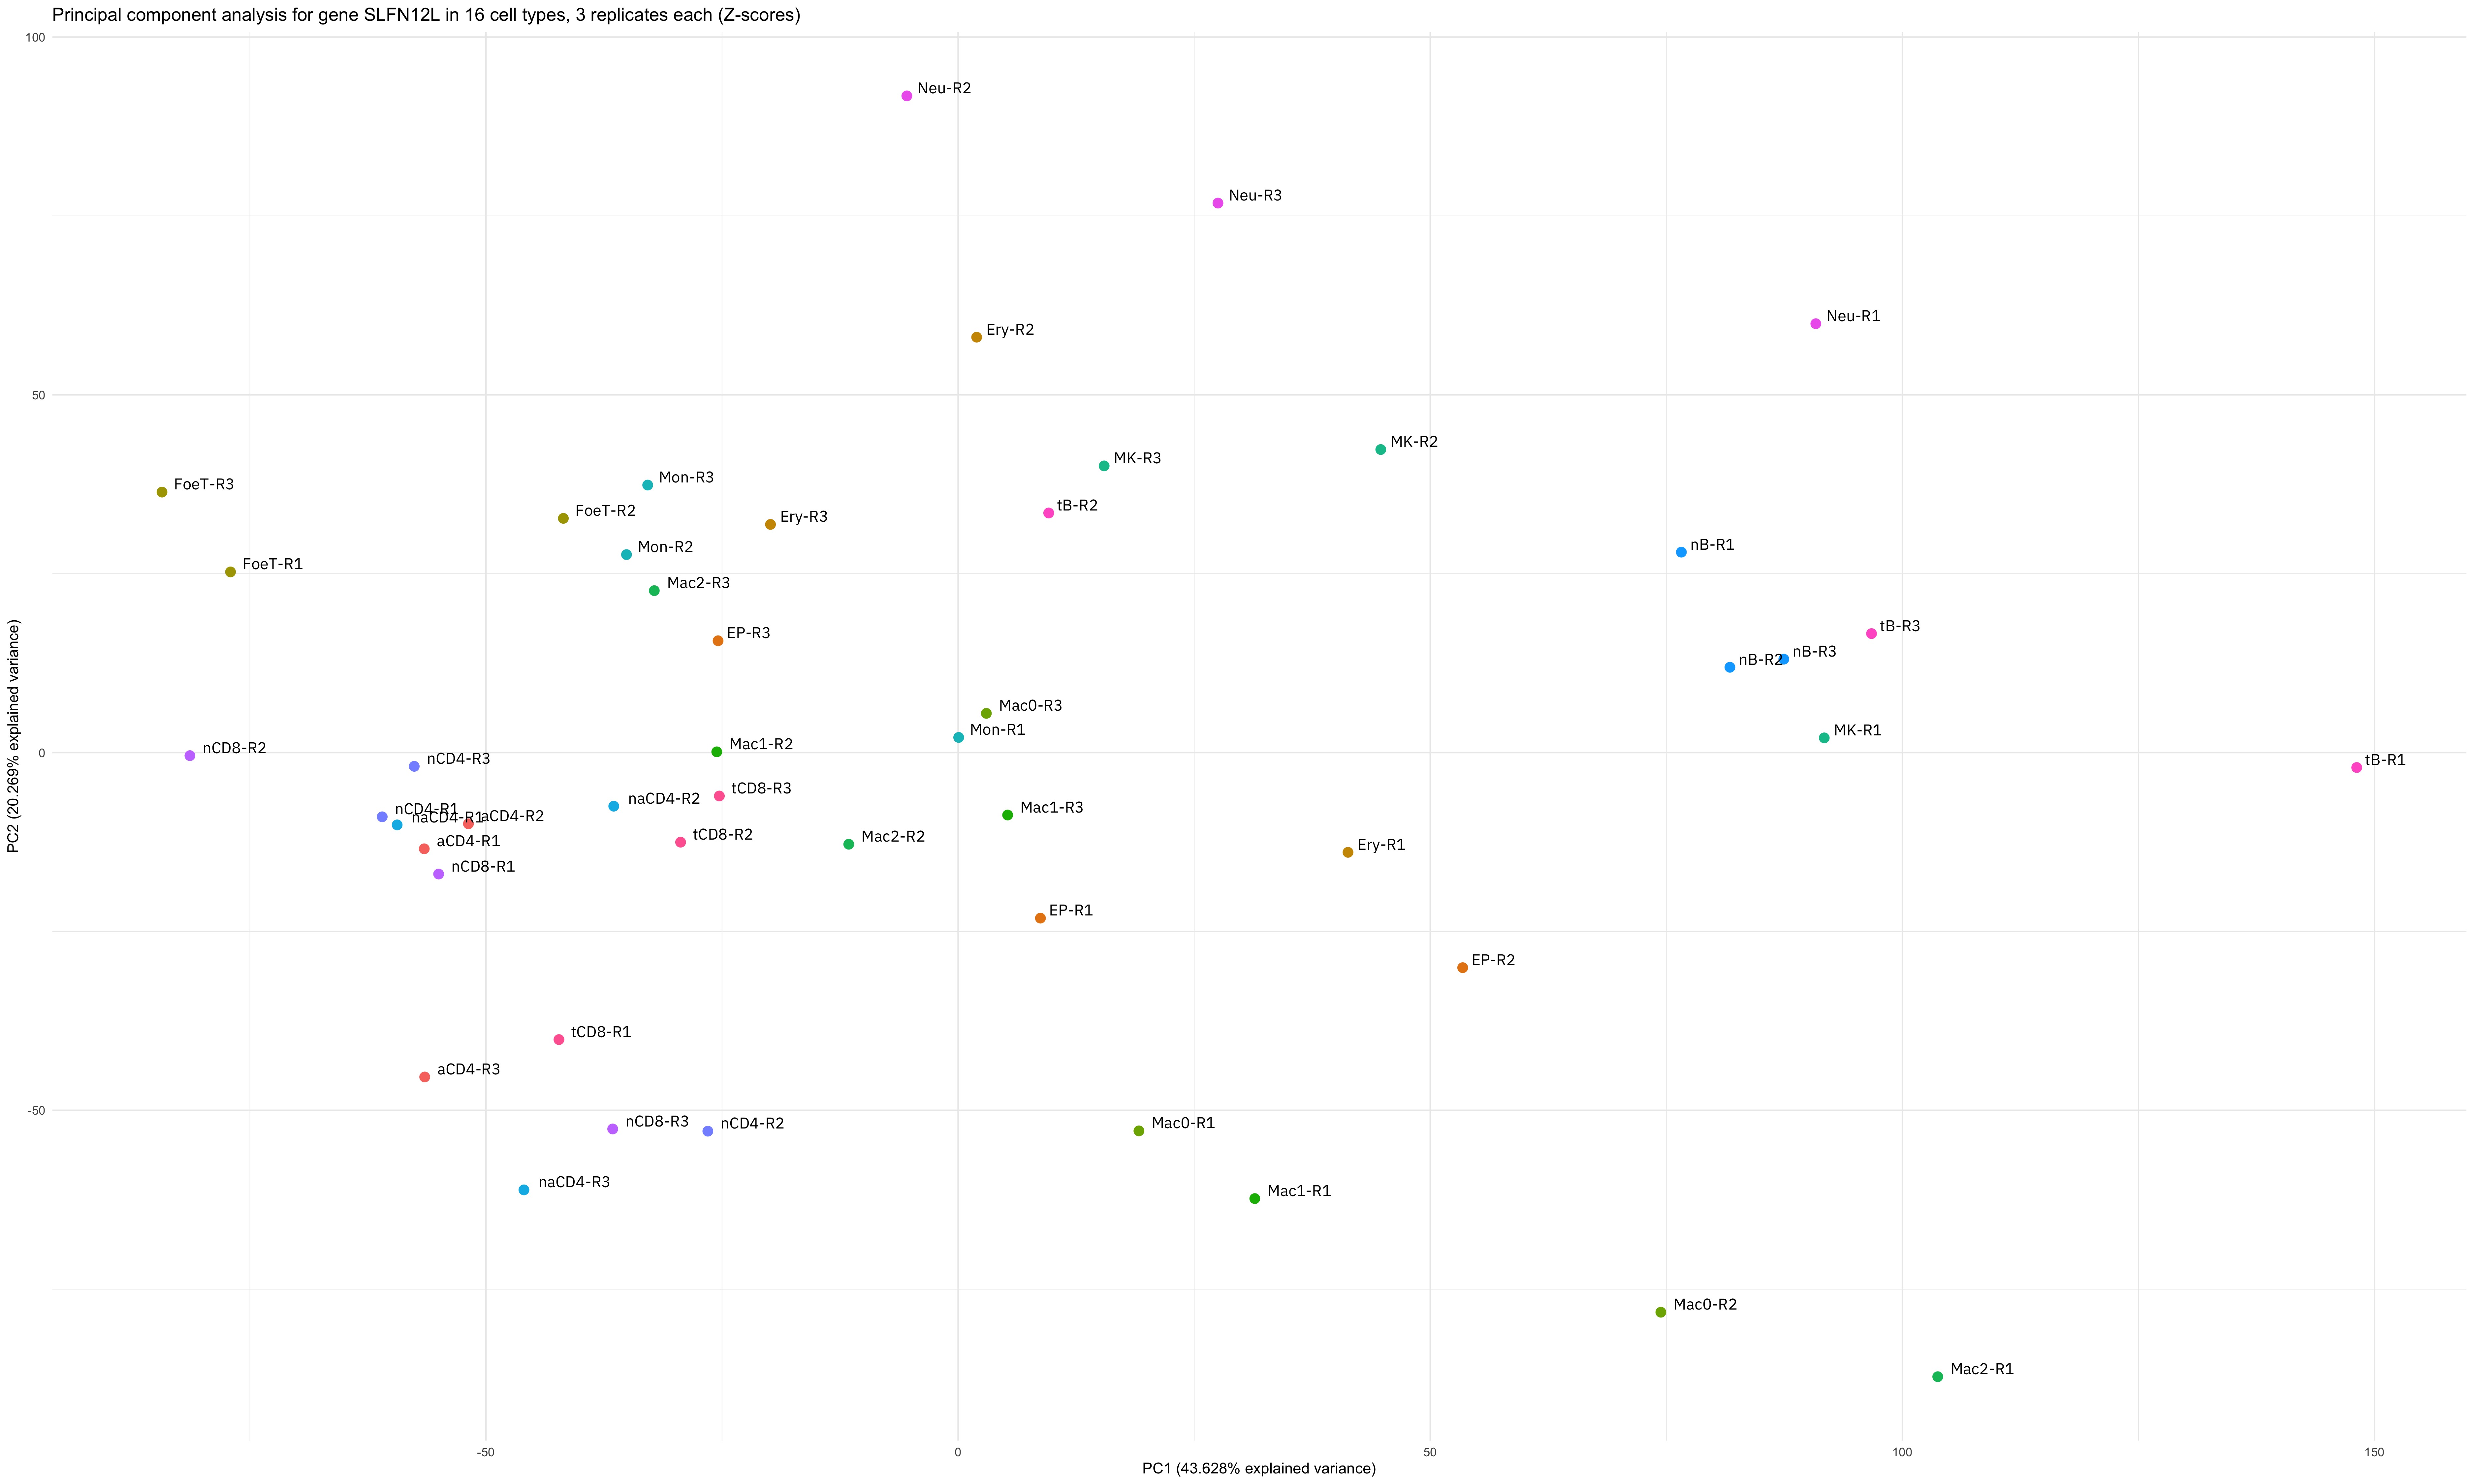 Principal component analysis for gene SLFN12L in 16 cell types, 3 replicates each (Z-scores)
100
Neu-R2
Neu-R3
Neu-R1
Ery-R2
50
MK-R2
MK-R3
Mon-R3
FoeT-R3
tB-R2
FoeT-R2
Ery-R3
Mon-R2
nB-R1
FoeT-R1
Mac2-R3
EP-R3
tB-R3
nB-R2
nB-R3
Mac0-R3
Mon-R1
MK-R1
Mac1-R2
nCD8-R2
0
nCD4-R3
tB-R1
tCD8-R3
naCD4-R2
Mac1-R3
nCD4-R1
naCD4-R1
aCD4-R2
tCD8-R2
Mac2-R2
aCD4-R1
Ery-R1
nCD8-R1
EP-R1
EP-R2
tCD8-R1
aCD4-R3
-50
nCD8-R3
nCD4-R2
Mac0-R1
naCD4-R3
Mac1-R1
Mac0-R2
Mac2-R1
PC2 (20.269% explained variance)
-50
0
50
100
150
PC1 (43.628% explained variance)